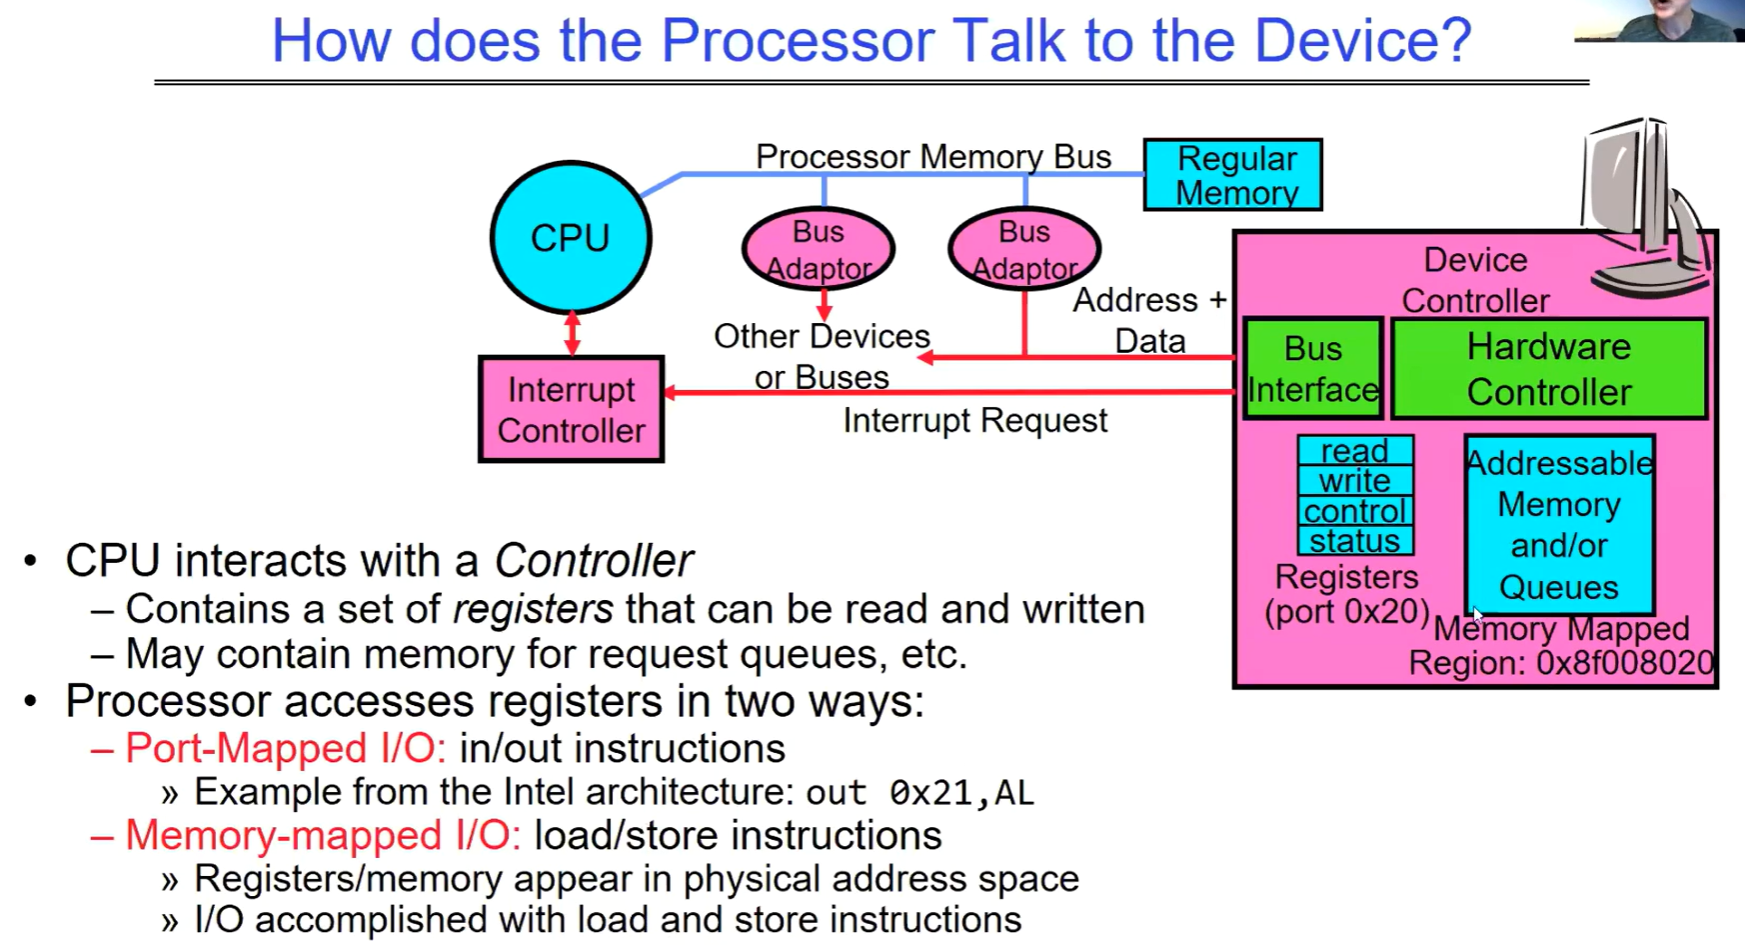 How does the Processor Talk to the Device?
Processor Memory Bus
Regular
Memory
CPU
Bus
Adaptor
Bus
Adaptor
Address +
Data
Other Devices
or Buses
Interrupt
Controller
Interrupt Request
Device
Controller
Bus
Interface
Hardware
Controller
read
write
control
status
Registers
(port 0x20)
Addressable
Memory
and/or
Queues
Memory Mapped
Region: 0x8f008020
• CPU interacts with a Controller
– Contains a set of registers that can be read and written
– May contain memory for request queues, etc.
• Processor accesses registers in two ways:
– Port-Mapped I/O: in/out instructions
» Example from the Intel architecture: out 0x21,AL
– Memory-mapped I/O: load/store instructions
» Registers/memory appear in physical address space
» I/O accomplished with load and store instructions